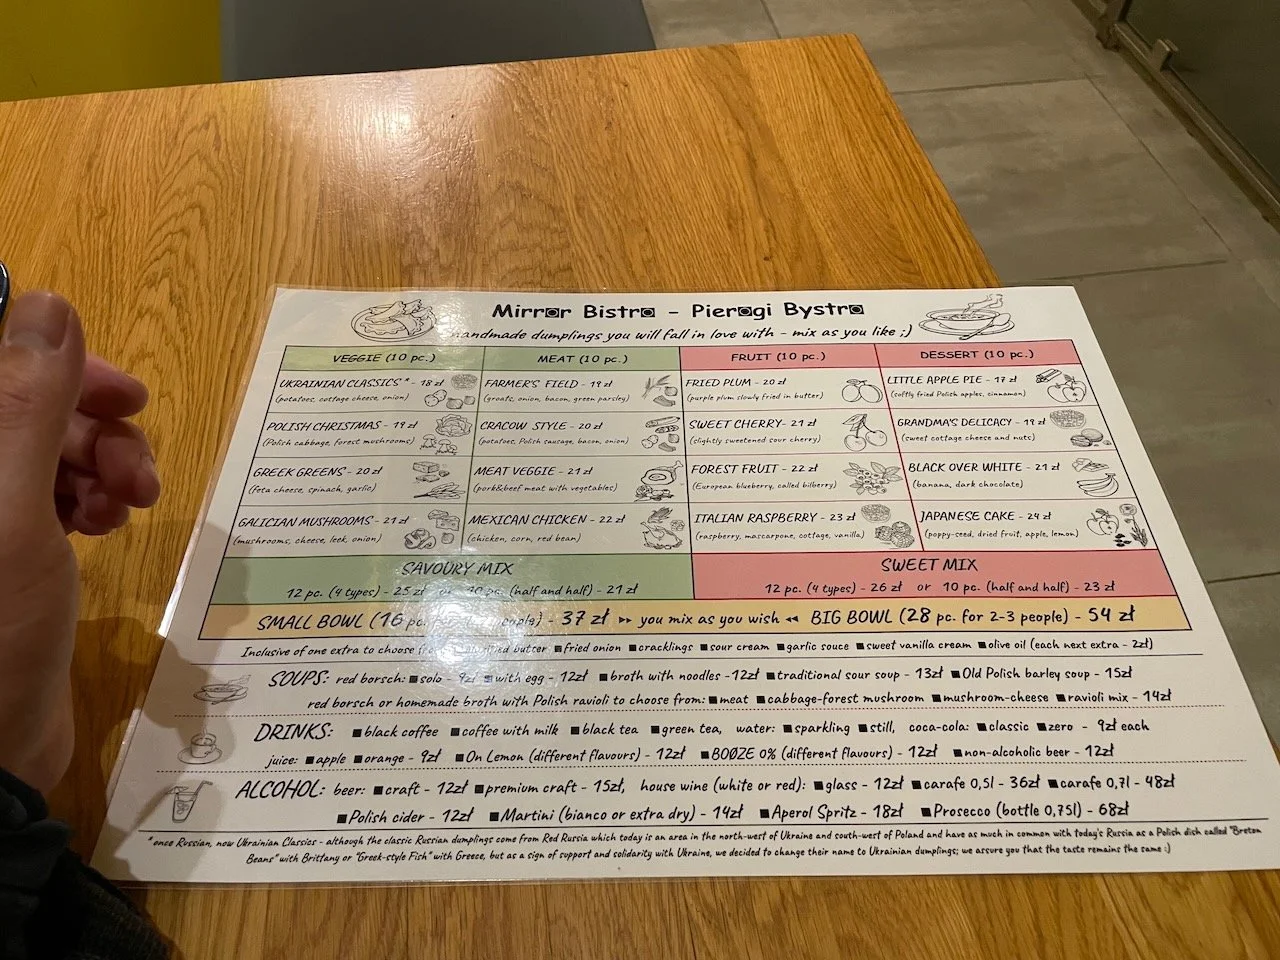 Mirror Bistro - Pierogi Bystro
handmade dumplings you will fall in love with - mix as you like ;)
VEGGIE (10 pc.) MEAT (10 pc.) FRUIT (10 pc.) DESSERT (10 pc.)
UKRAINIAN CLASSICS* - 18 zł FARMER'S FIELD - 19 zł FRIED PLUM - 20 zł LITTLE APPLE PIE - 17 zł
(potatoes, cottage cheese, onion) (groats, onion, bacon, green parsley) (purple plum slowly fried in butter) (softly fried Polish apples, cinnamon)
POLISH CHRISTMAS - 19 zł CRACOW STYLE - 20 zł SWEET CHERRY - 21 zł GRANDMA'S DELICACY - 19 zł
(Polish cabbage, forest mushrooms) (potatoes, Polish sausage, bacon, onion) (slightly sweetened sour cherry) (sweet cottage cheese and nuts)
GREEK GREENS - 20 zł MEAT VEGGIE - 21 zł FOREST FRUIT - 22 zł BLACK OVER WHITE - 21 zł
(feta cheese, spinach, garlic) (pork&beef meat with vegetables) (European blueberry, called bilberry) (banana, dark chocolate)
GALICIAN MUSHROOMS - 21 zł MEXICAN CHICKEN - 22 zł ITALIAN RASPBERRY - 23 zł JAPANESE CAKE - 24 zł
(mushrooms, cheese, leek, onion) (chicken, corn, red bean) (raspberry, mascarpone, cottage, vanilla) (poppy-seed, dried fruit, apple, lemon)
SAVOURY MIX SWEET MIX
12 pc. (4 types) - 25 zł or 10 pc. (half and half) - 21 zł 12 pc. (4 types) - 26 zł or 10 pc. (half and half) - 23 zł
SMALL BOWL (16 pc. people) - 37 zł ▸▸ you mix as you wish ◂◂ BIG BOWL (28 pc. for 2-3 people) - 54 zł
Inclusive of one extra to choose butter ■fried onion ■cracklings ■sour cream ■garlic souce ■sweet vanilla cream ■olive oil (each next extra - 2zł)
SOUPS: red borsch: ■solo - 9zł ■with egg - 12zł ■broth with noodles - 12zł ■traditional sour soup - 13zł ■Old Polish barley soup - 15zł
red borsch or homemade broth with Polish ravioli to choose from: ■meat ■cabbage-forest mushroom ■mushroom-cheese ■ravioli mix - 14zł
DRINKS: ■black coffee ■coffee with milk ■black tea ■green tea, water: ■sparkling ■still, coca-cola: ■classic ■zero - 9zł each
juice: ■apple ■orange - 9zł ■On Lemon (different flavours) - 12zł ■BOØZE 0% (different flavours) - 12zł ■non-alcoholic beer - 12zł
ALCOHOL: beer: ■craft - 12zł ■premium craft - 15zł, house wine (white or red): ■glass - 12zł ■carafe 0,5l - 36zł ■carafe 0,7l - 48zł
■Polish cider - 12zł ■Martini (bianco or extra dry) - 14zł ■Aperol Spritz - 18zł ■Prosecco (bottle 0,75l) - 68zł
*once Russian, now Ukrainian Classics - although the classic Russian dumplings come from Red Russia which today is an area in the north-west of Ukraine and south-west of Poland and have as much in common with today's Russia as a Polish dish called "Breton
Beans" with Brittany or "Greek-style Fish" with Greece, but as a sign of support and solidarity with Ukraine, we decided to change their name to Ukrainian dumplings; we assure you that the taste remains the same :)